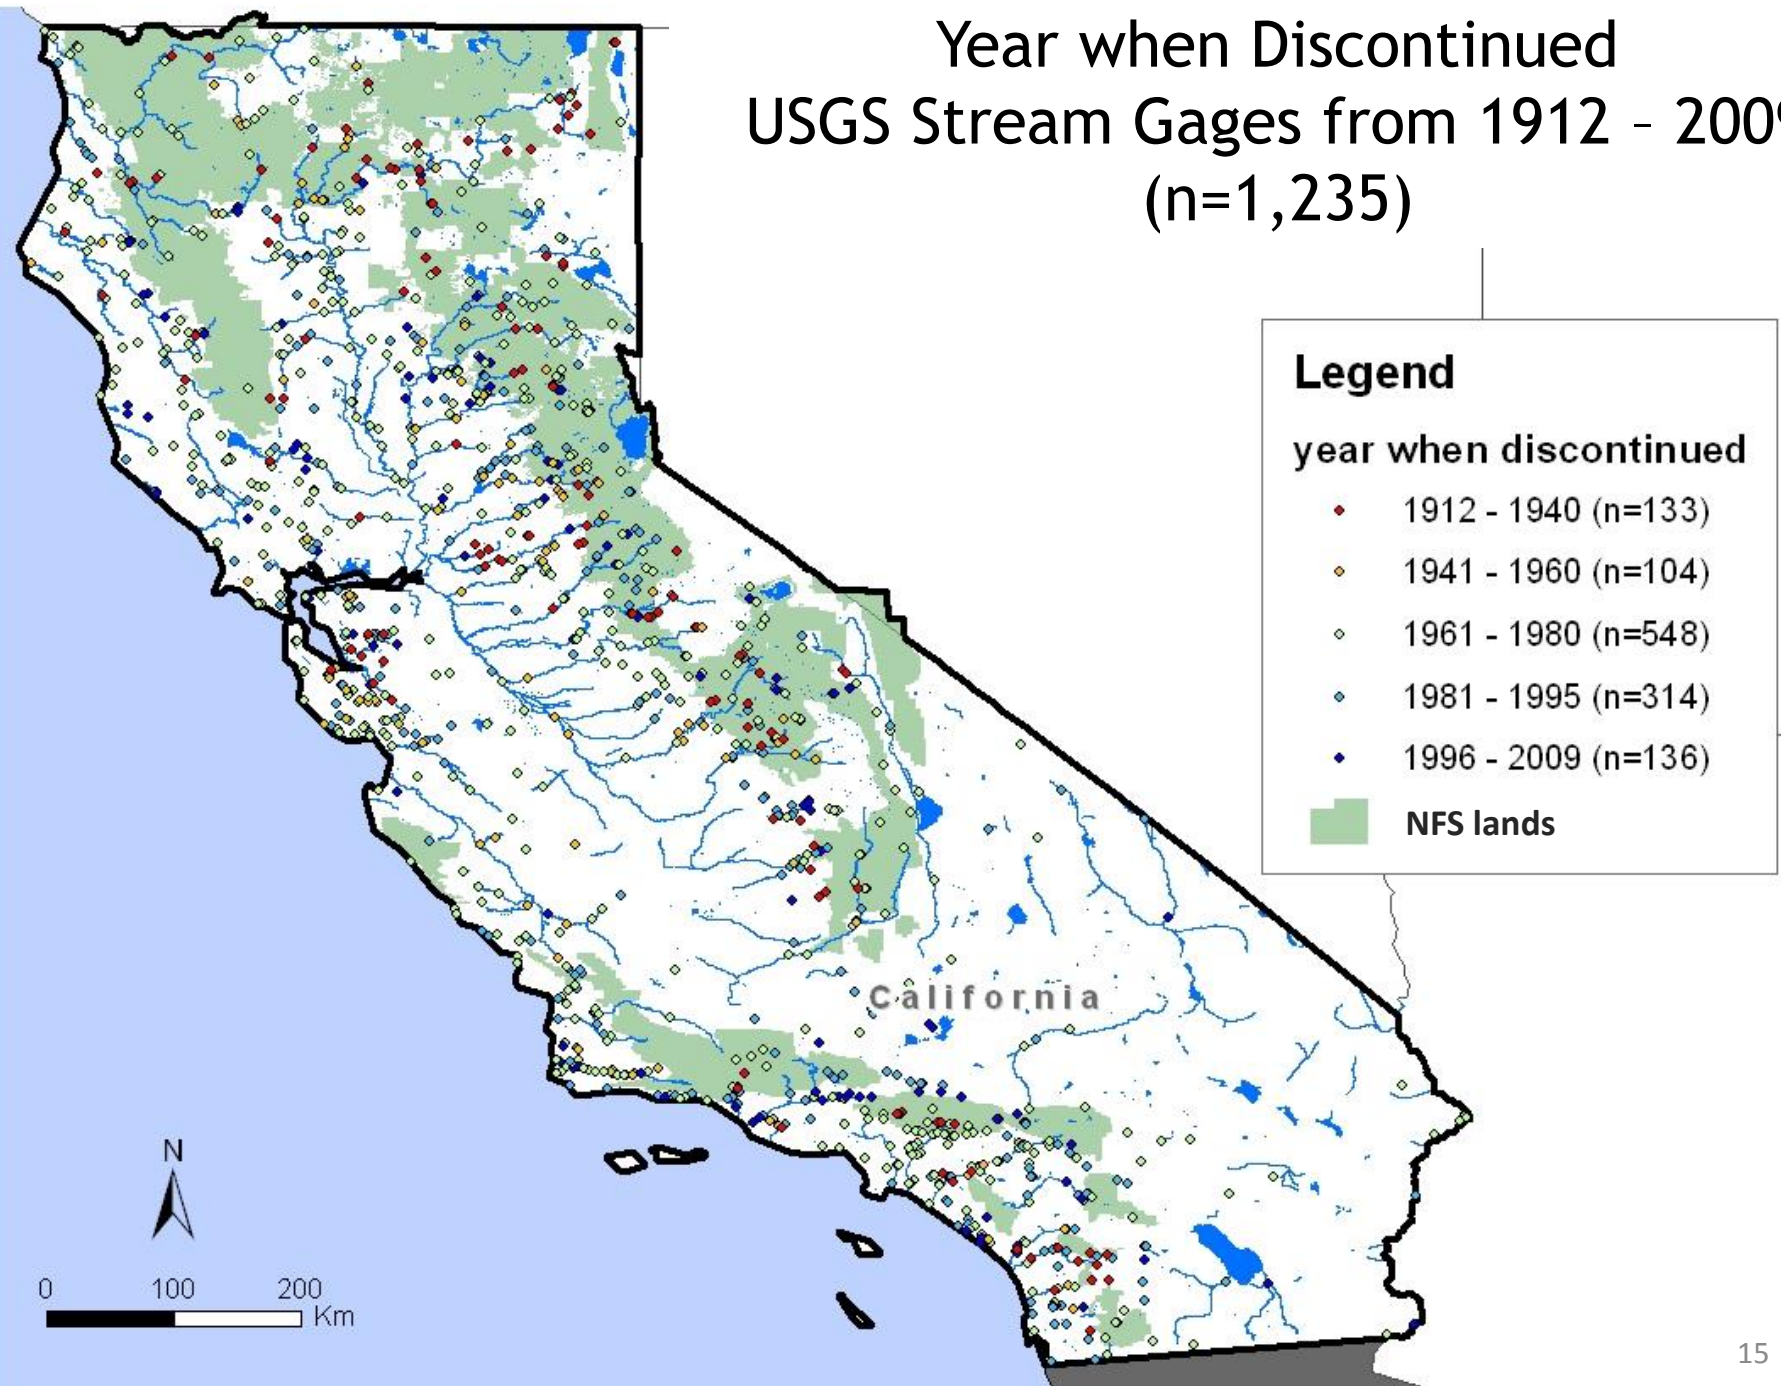 Year when Discontinued
USGS Stream Gages from 1912 – 2009
(n=1,235)
Legend
year when discontinued
1912 - 1940 (n=133)
1941 - 1960 (n=104)
1961 - 1980 (n=548)
1981 - 1995 (n=314)
1996 - 2009 (n=136)
NFS lands
California
N
0 100 200
Km
15